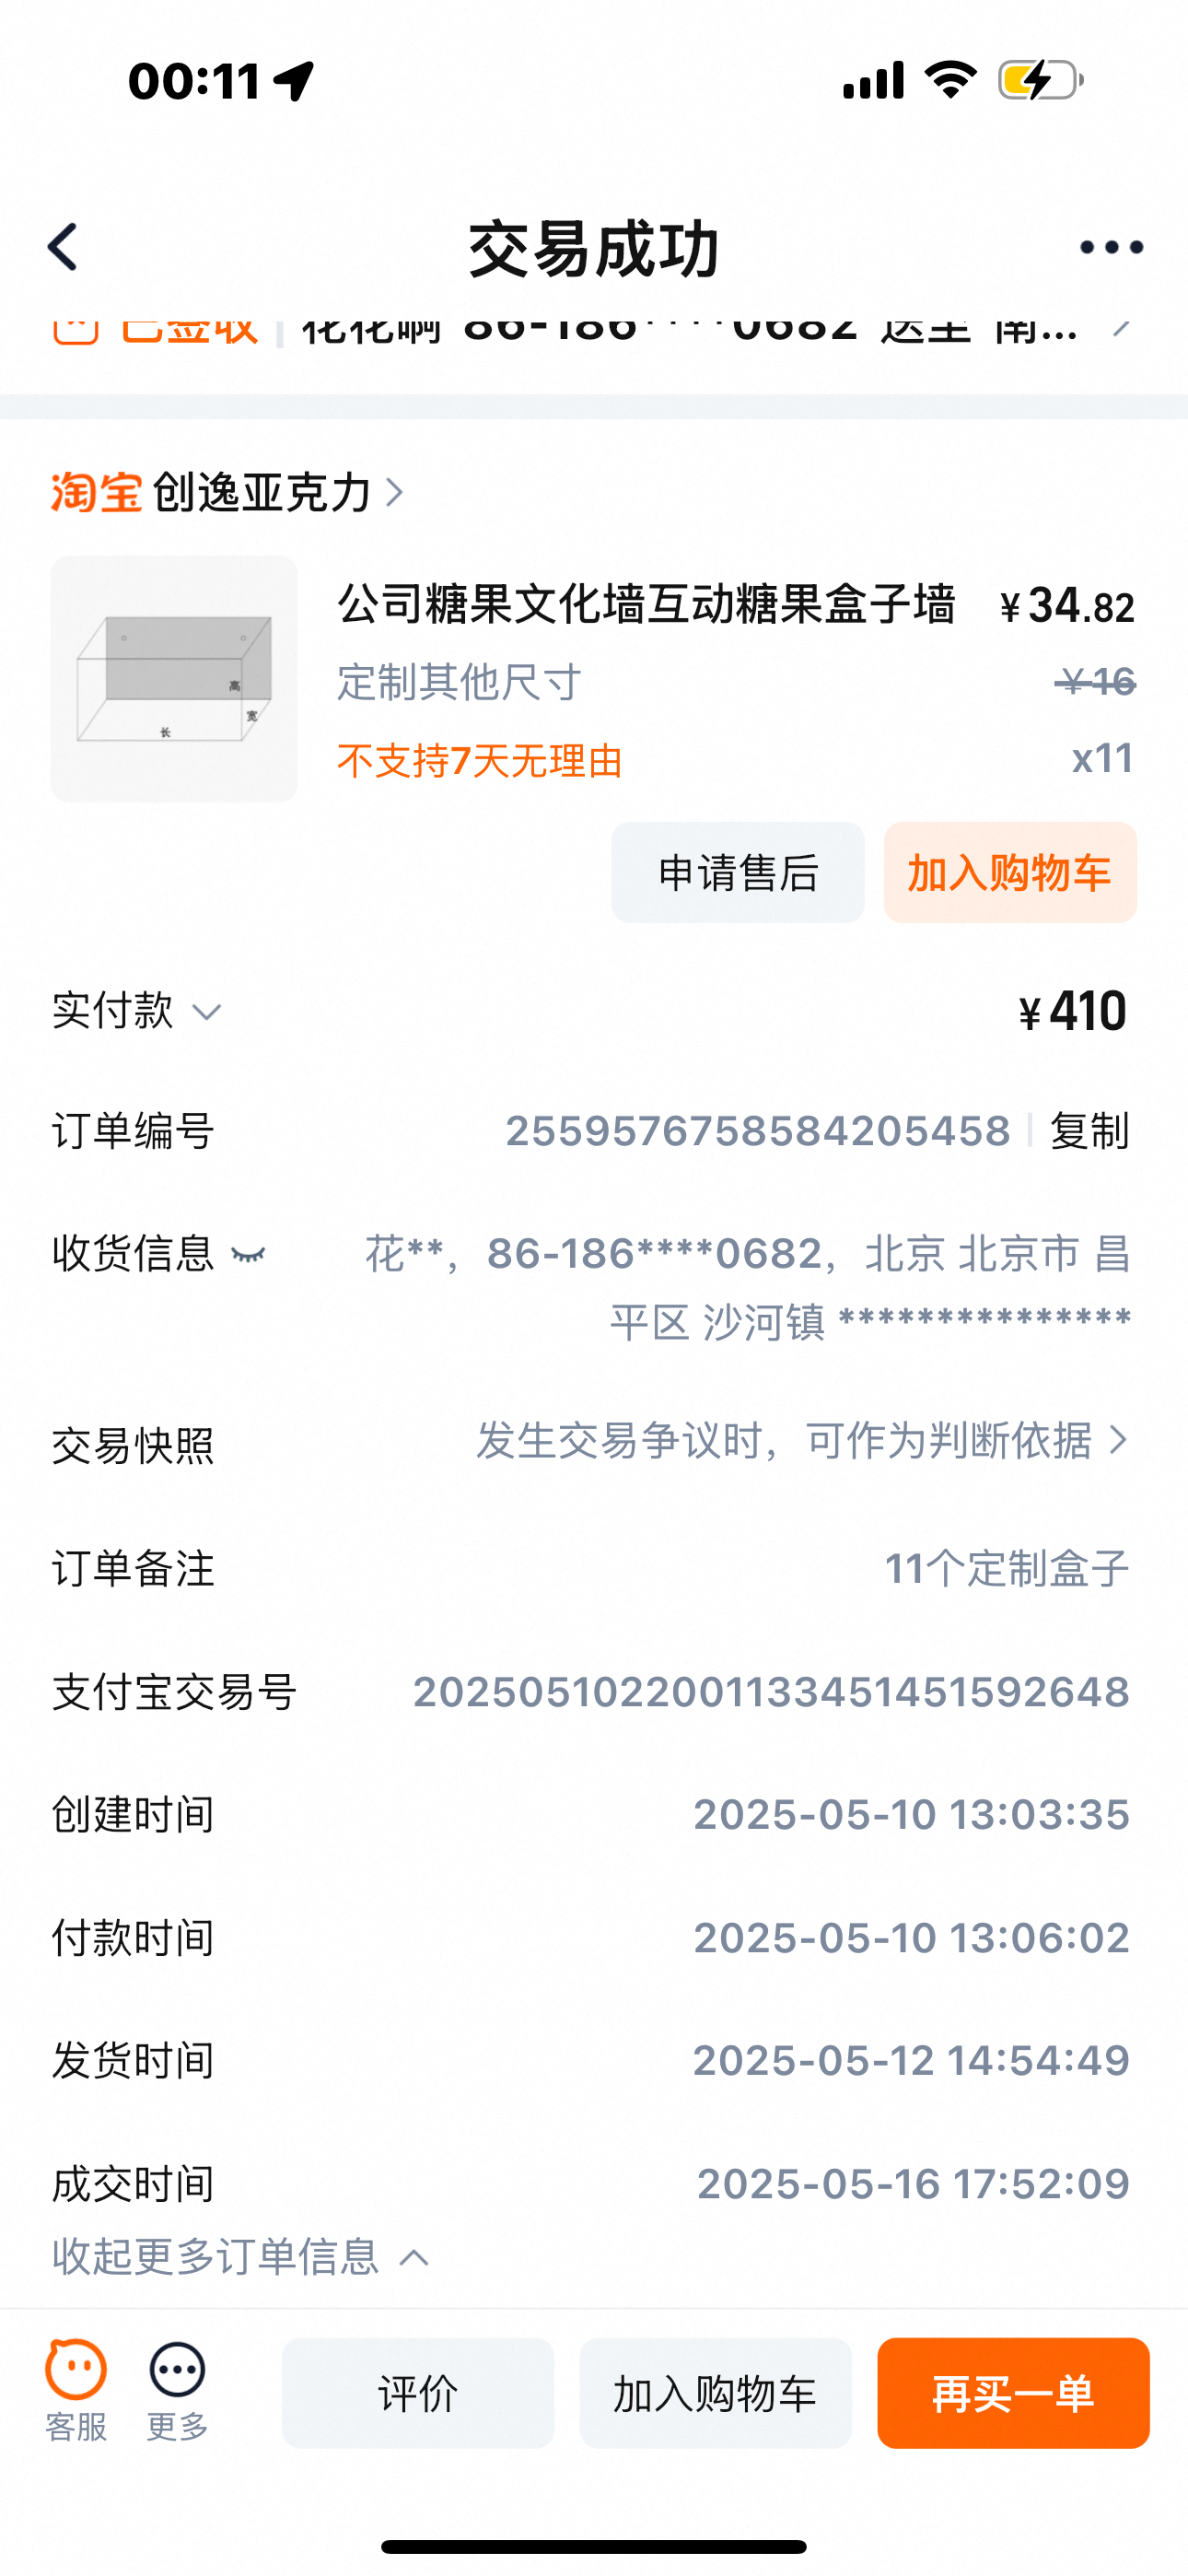 00:11
交易成功
已签收 花花啊 86-186****0682 送至 南...
淘宝 创逸亚克力
公司糖果文化墙互动糖果盒子墙 ¥34.82
定制其他尺寸 ¥16
不支持7天无理由 x11
高
宽
长
申请售后 加入购物车
实付款 ¥410
订单编号 2559576758584205458 复制
收货信息 花**，86-186****0682，北京 北京市 昌
平区 沙河镇 ***************
交易快照 发生交易争议时，可作为判断依据
订单备注 11个定制盒子
支付宝交易号 2025051022001133451451592648
创建时间 2025-05-10 13:03:35
付款时间 2025-05-10 13:06:02
发货时间 2025-05-12 14:54:49
成交时间 2025-05-16 17:52:09
收起更多订单信息
客服 更多 评价 加入购物车 再买一单